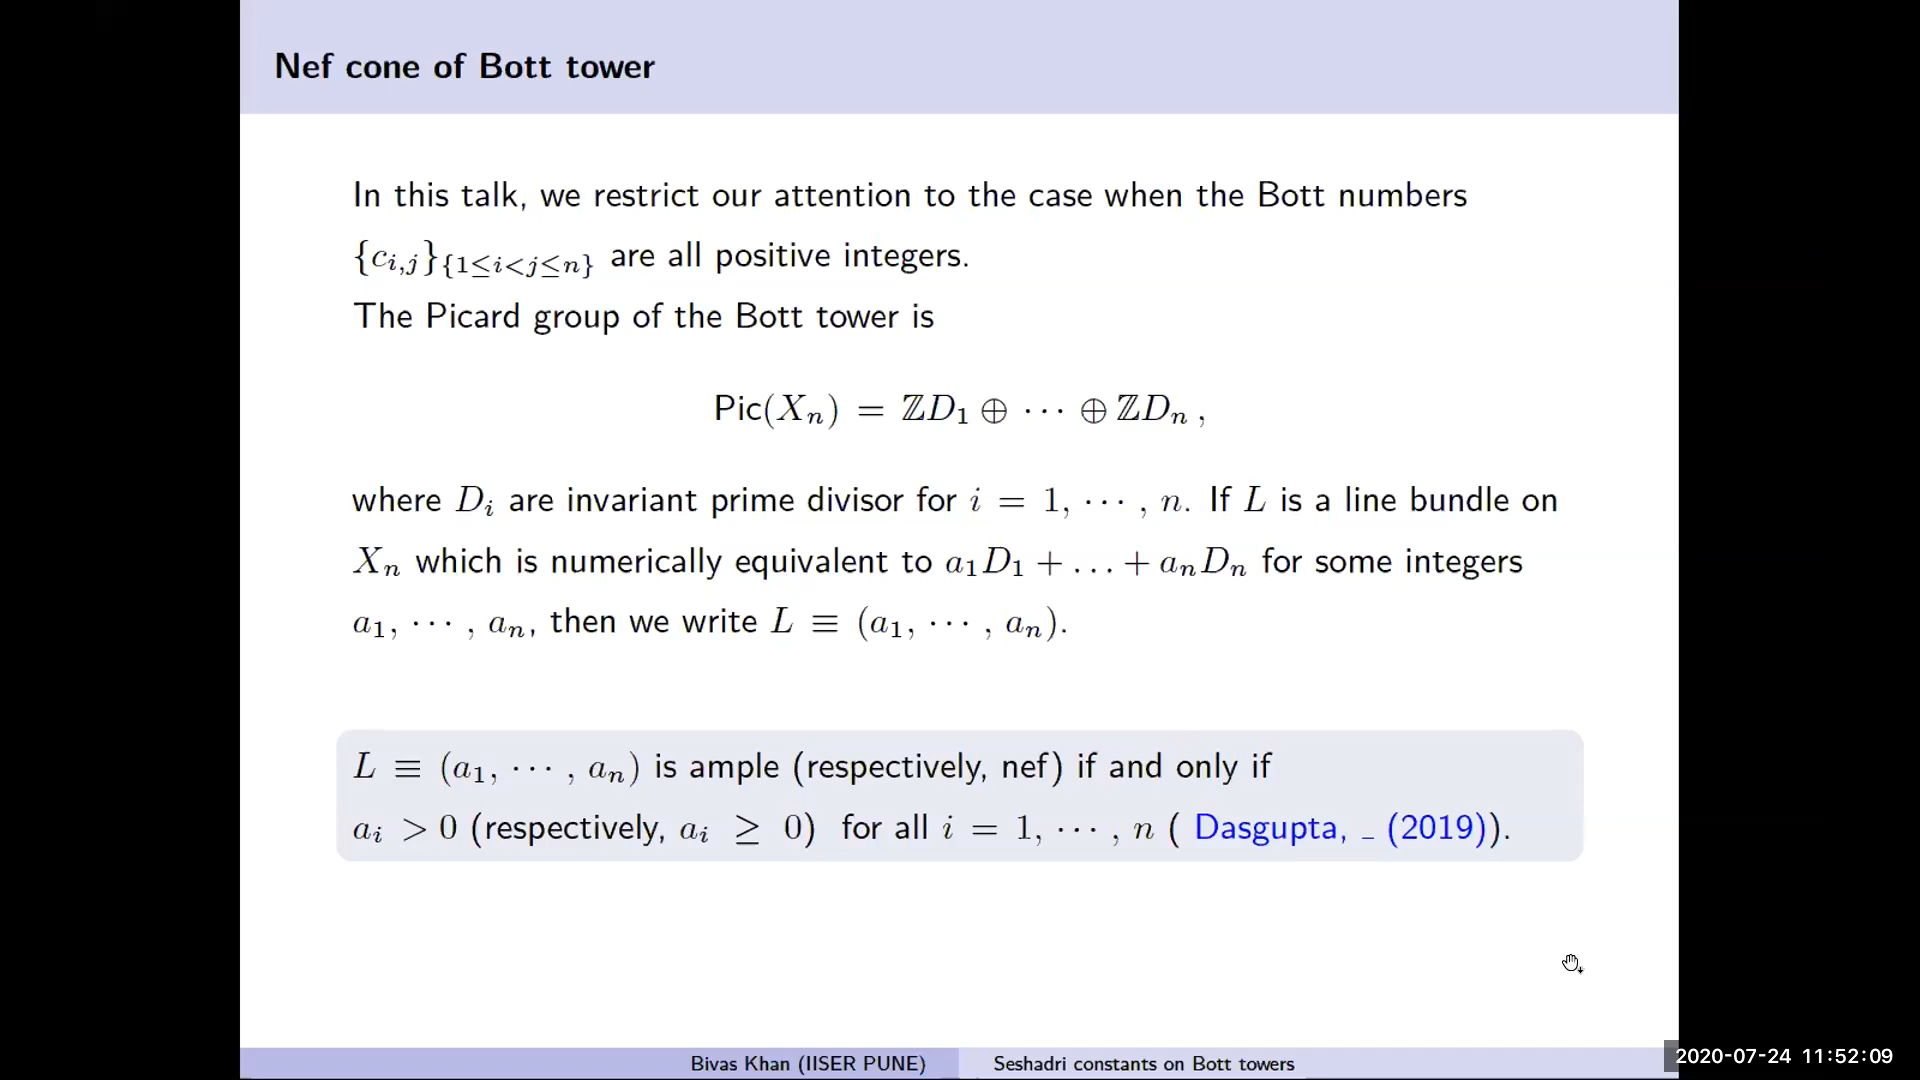 Nef cone of Bott tower
In this talk, we restrict our attention to the case when the Bott numbers
{c_{i,j}}_{{1≤i<j≤n}} are all positive integers.
The Picard group of the Bott tower is
Pic(X_n) = ℤD_1 ⊕ ··· ⊕ ℤD_n ,
where D_i are invariant prime divisor for i = 1, ··· , n. If L is a line bundle on
X_n which is numerically equivalent to a_1D_1 + ... + a_nD_n for some integers
a_1, ··· , a_n, then we write L ≡ (a_1, ··· , a_n).
L ≡ (a_1, ··· , a_n) is ample (respectively, nef) if and only if
a_i > 0 (respectively, a_i ≥ 0) for all i = 1, ··· , n ( Dasgupta, _ (2019)).
Bivas Khan (IISER PUNE) Seshadri constants on Bott towers
2020-07-24 11:52:09